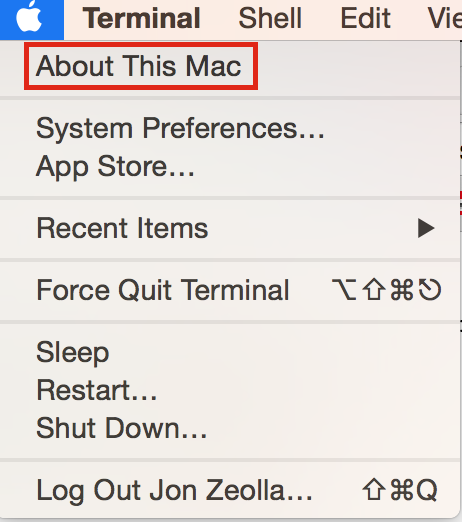 Terminal Shell Edit
About This Mac
System Preferences...
App Store...
Recent Items ▶
Force Quit Terminal ⌥⇧⌘⎋
Sleep
Restart...
Shut Down...
Log Out Jon Zeolla... ⇧⌘Q